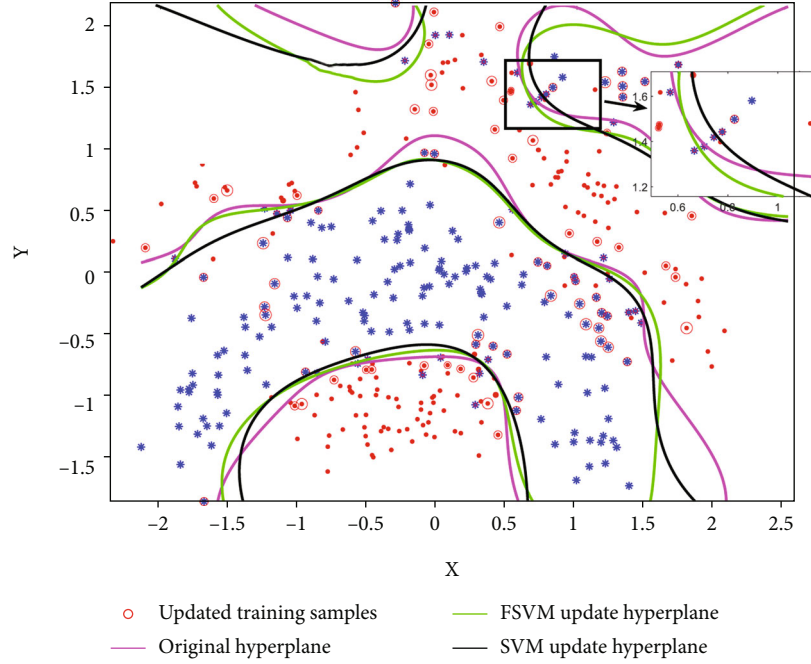 2
1.5
1
0.5
0
–0.5
–1
–1.5
Y
1.6
1.4
1.2
0.6
0.8
1
–2 –1.5 –1 –0.5 0 0.5 1 1.5 2 2.5
X
Updated training samples
FSVM update hyperplane
Original hyperplane
SVM update hyperplane